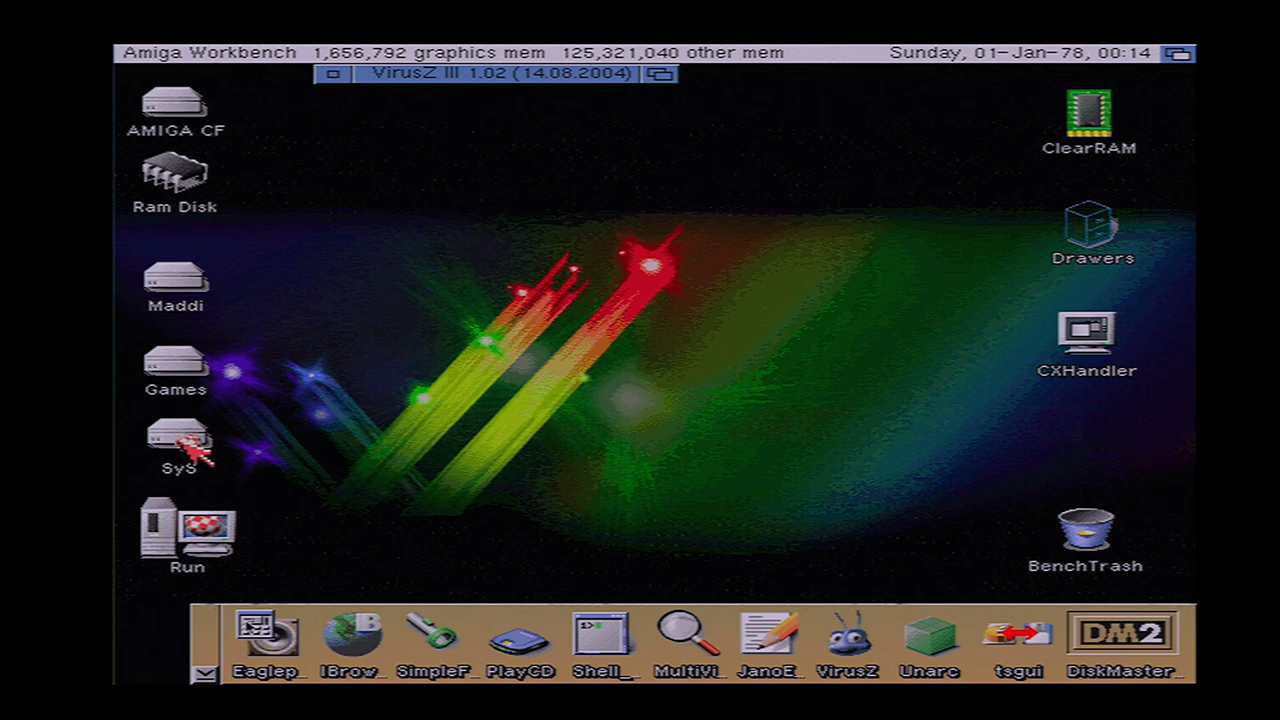 Amiga Workbench 1,656,792 graphics mem 125,321,040 other mem Sunday, 01-Jan-78, 00:14
VirusZ III 1.02 (14.08.2004)
AMIGA CF
Ram Disk
Maddi
Games
SyS
Run
ClearRAM
Drawers
CXHandler
BenchTrash
1>
B
DM2
Eaglep_ IBrow_ SimpleF_ PlayCD Shell__ MultiVi_ JanoE_ VirusZ Unarc tsgui DiskMaster_